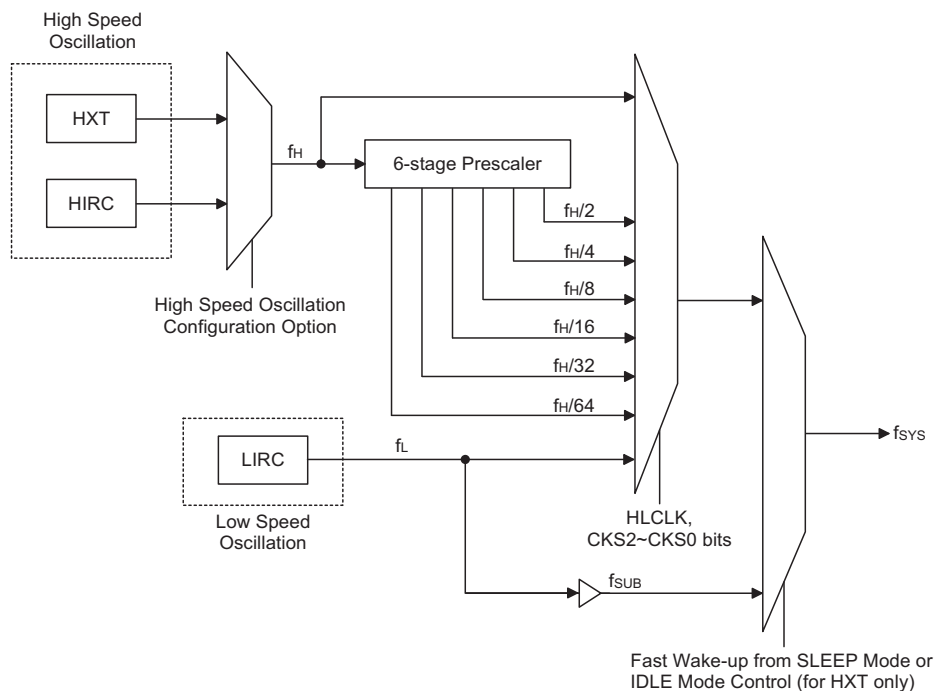 High Speed
Oscillation
HXT
HIRC
fH
6-stage Prescaler
fH/2
fH/4
fH/8
fH/16
fH/32
fH/64
High Speed Oscillation
Configuration Option
LIRC
fL
Low Speed
Oscillation
HLCLK,
CKS2~CKS0 bits
fSUB
fSYS
Fast Wake-up from SLEEP Mode or
IDLE Mode Control (for HXT only)